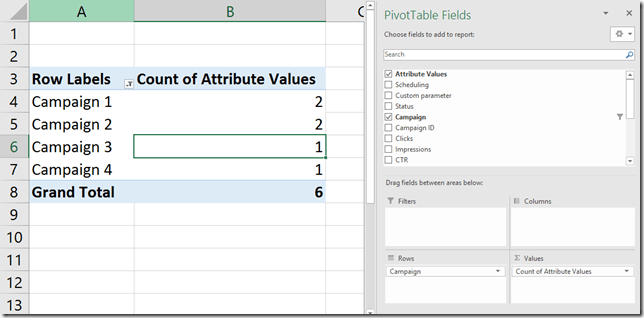 A B C
1
2
3 Row Labels Count of Attribute Values
4 Campaign 1 2
5 Campaign 2 2
6 Campaign 3 1
7 Campaign 4 1
8 Grand Total 6
9
10
11
12
13
PivotTable Fields
Choose fields to add to report:
Search
Attribute Values
Scheduling
Custom parameter
Status
Campaign
Campaign ID
Clicks
Impressions
CTR
Drag fields between areas below:
Filters Columns
Rows Σ Values
Campaign Count of Attribute Values